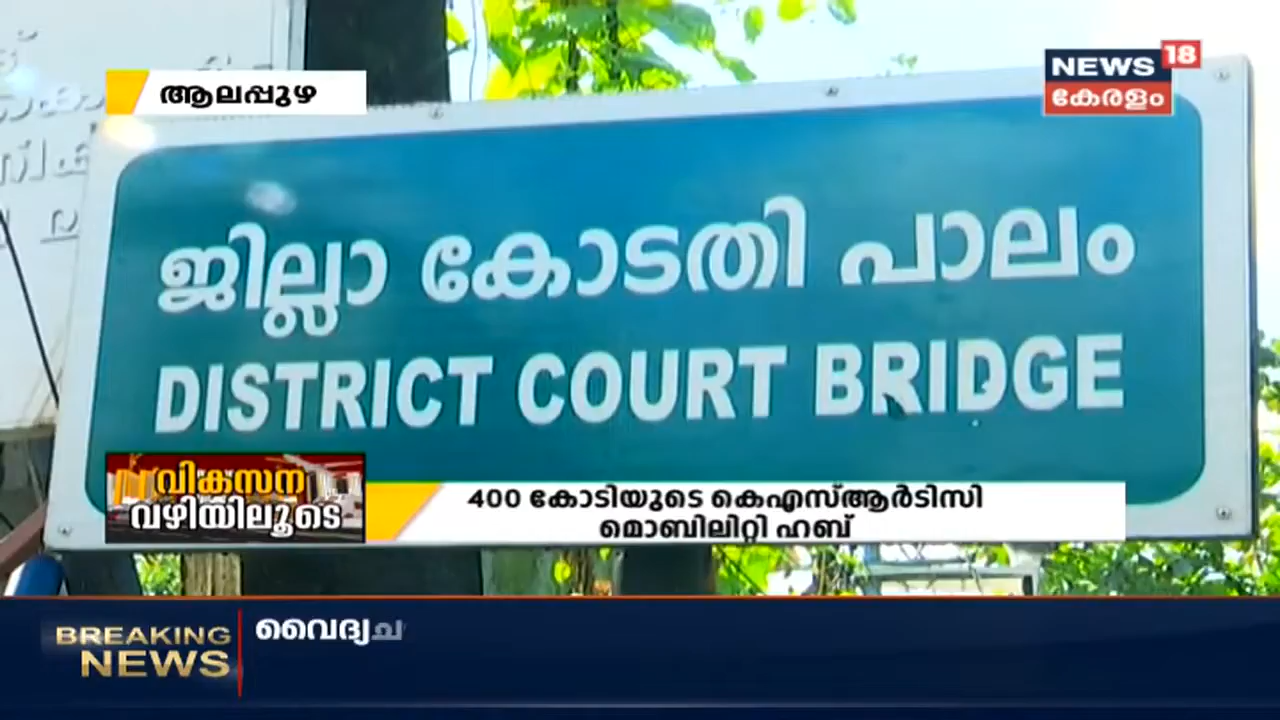 ആലപ്പുഴ
NEWS 18
കേരളം
ജില്ലാ കോടതി പാലം
DISTRICT COURT BRIDGE
വികസന
വഴിയിലൂടെ
400 കോടിയുടെ കെഎസ്ആർടിസി
മൊബിലിറ്റി ഹബ്
BREAKING
NEWS
വൈദ്യച